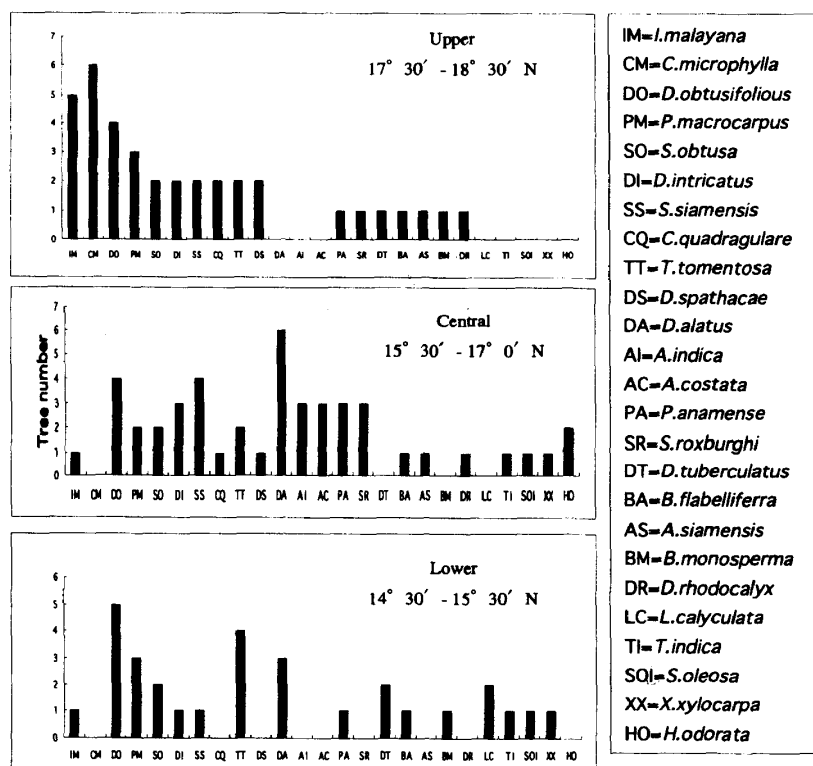 7
6
5
4
3
2
1
0
Upper
17° 30′ - 18° 30′ N
IM CM DO PM SO DI SS CQ TT DS DA AI AC PA SR DT BA AS BM DR LC TI SOI XX HO
Tree number
7
6
5
4
3
2
1
0
Central
15° 30′ - 17° 0′ N
IM CM DO PM SO DI SS CQ TT DS DA AI AC PA SR DT BA AS BM DR LC TI SOI XX HO
6
5
4
3
2
1
0
Lower
14° 30′ - 15° 30′ N
IM CM DO PM SO DI SS CQ TT DS DA AI AC PA SR DT BA AS BM DR LC TI SOI XX HO
IM=I.malayana
CM=C.microphylla
DO=D.obtusifolious
PM=P.macrocarpus
SO=S.obtusa
DI=D.intricatus
SS=S.siamensis
CQ=C.quadragulare
TT=T.tomentosa
DS=D.spathacae
DA=D.alatus
AI=A.indica
AC=A.costata
PA=P.anamense
SR=S.roxburghi
DT=D.tuberculatus
BA=B.flabelliferra
AS=A.siamensis
BM=B.monosperma
DR=D.rhodocalyx
LC=L.calyculata
TI=T.indica
SOI=S.oleosa
XX=X.xylocarpa
HO=H.odorata